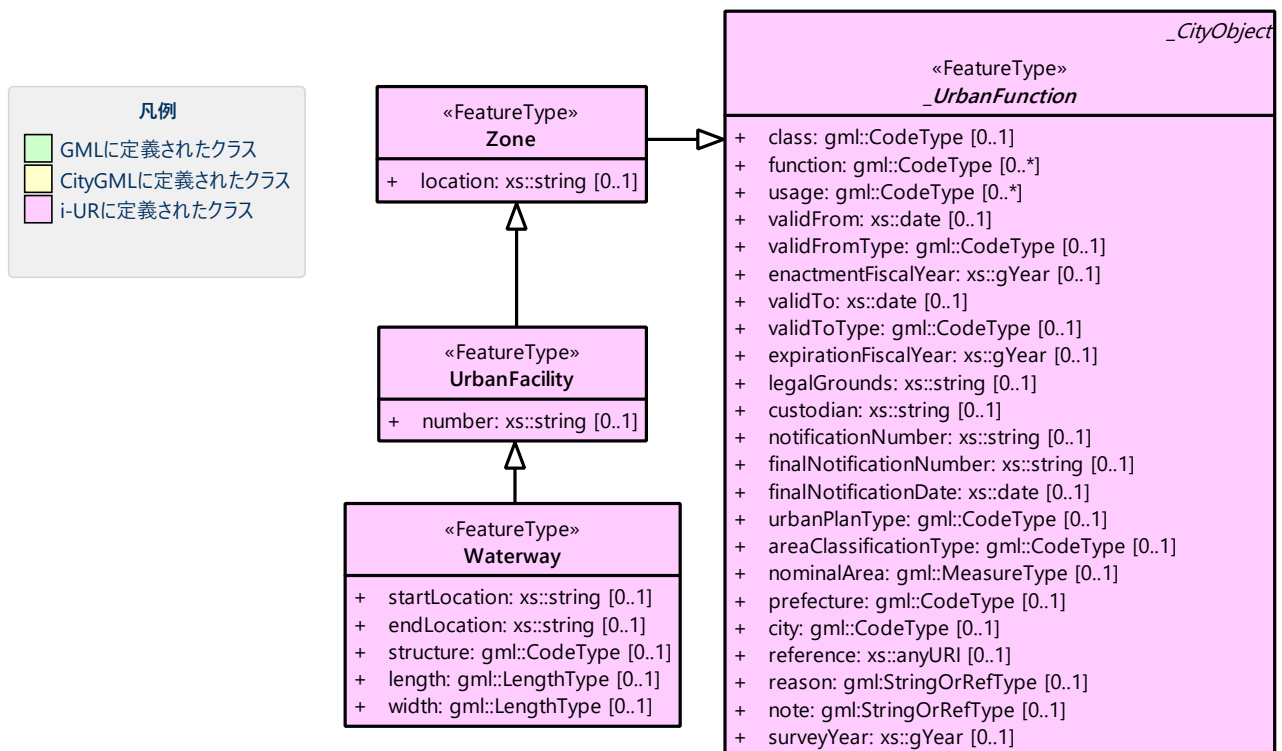 凡例
GMLに定義されたクラス
CityGMLに定義されたクラス
i-URに定義されたクラス
«FeatureType»
Zone
+ location: xs::string [0..1]
«FeatureType»
UrbanFacility
+ number: xs::string [0..1]
«FeatureType»
Waterway
+ startLocation: xs::string [0..1]
+ endLocation: xs::string [0..1]
+ structure: gml::CodeType [0..1]
+ length: gml::LengthType [0..1]
+ width: gml::LengthType [0..1]
_CityObject
«FeatureType»
_UrbanFunction
+ class: gml::CodeType [0..1]
+ function: gml::CodeType [0..*]
+ usage: gml::CodeType [0..*]
+ validFrom: xs::date [0..1]
+ validFromType: gml::CodeType [0..1]
+ enactmentFiscalYear: xs::gYear [0..1]
+ validTo: xs::date [0..1]
+ validToType: gml::CodeType [0..1]
+ expirationFiscalYear: xs::gYear [0..1]
+ legalGrounds: xs::string [0..1]
+ custodian: xs::string [0..1]
+ notificationNumber: xs::string [0..1]
+ finalNotificationNumber: xs::string [0..1]
+ finalNotificationDate: xs::date [0..1]
+ urbanPlanType: gml::CodeType [0..1]
+ areaClassificationType: gml::CodeType [0..1]
+ nominalArea: gml::MeasureType [0..1]
+ prefecture: gml::CodeType [0..1]
+ city: gml::CodeType [0..1]
+ reference: xs::anyURI [0..1]
+ reason: gml:StringOrRefType [0..1]
+ note: gml:StringOrRefType [0..1]
+ surveyYear: xs::gYear [0..1]